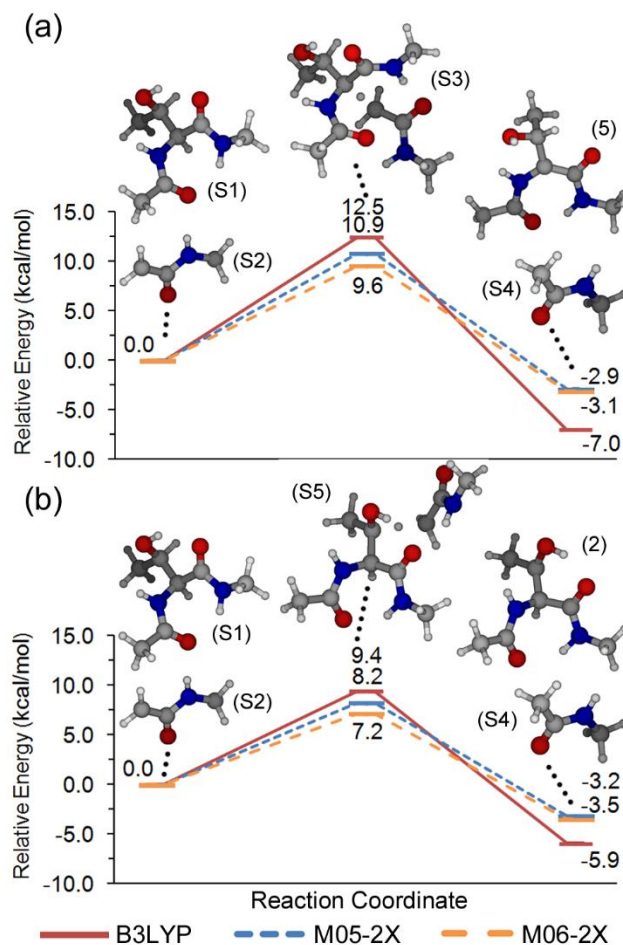 (a)
(S1)
(S3)
(5)
(S2)
(S4)
Relative Energy (kcal/mol)
15.0
10.0
5.0
0.0
-5.0
-10.0
0.0
12.5
10.9
9.6
-2.9
-3.1
-7.0
(b)
(S1)
(S5)
(2)
(S2)
(S4)
Relative Energy (kcal/mol)
15.0
10.0
5.0
0.0
-5.0
-10.0
0.0
9.4
8.2
7.2
-3.2
-3.5
-5.9
Reaction Coordinate
B3LYP
M05-2X
M06-2X